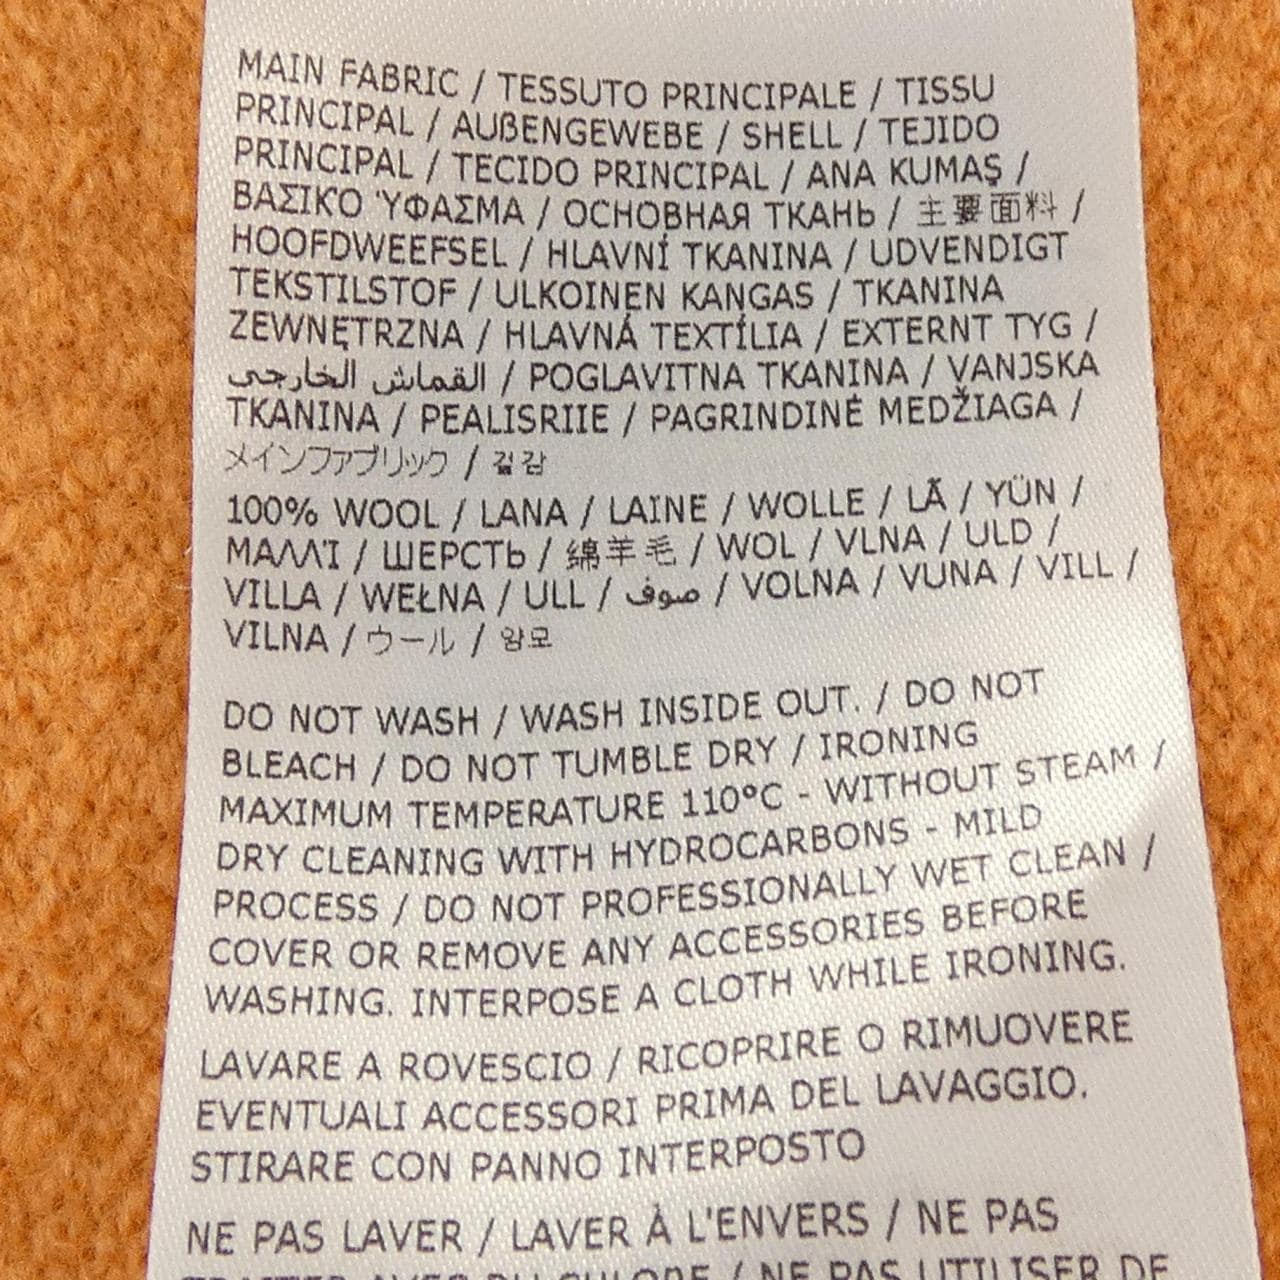 MAIN FABRIC / TESSUTO PRINCIPALE / TISSU
PRINCIPAL / AUßENGEWEBE / SHELL / TEJIDO
PRINCIPAL / TECIDO PRINCIPAL / ANA KUMAŞ /
ΒΑΣΙΚΌ ΎΦΑΣΜΑ / ОСНОВНАЯ ТКАНЬ / 主要面料 /
HOOFDWEEFSEL / HLAVNÍ TKANINA / UDVENDIGT
TEKSTILSTOF / ULKOINEN KANGAS / TKANINA
ZEWNĘTRZNA / HLAVNÁ TEXTÍLIA / EXTERNT TYG /
القماش الخارجي / POGLAVITNA TKANINA / VANJSKA
TKANINA / PEALISRIIE / PAGRINDINĖ MEDŽIAGA /
メインファブリック / 겉감
100% WOOL / LANA / LAINE / WOLLE / LÃ / YÜN /
ΜΑΛΛΊ / ШЕРСТЬ / 绵羊毛 / WOL / VLNA / ULD /
VILLA / WEŁNA / ULL / صوف / VOLNA / VUNA / VILL /
VILNA / ウール / 양모
DO NOT WASH / WASH INSIDE OUT. / DO NOT
BLEACH / DO NOT TUMBLE DRY / IRONING
MAXIMUM TEMPERATURE 110°C - WITHOUT STEAM /
DRY CLEANING WITH HYDROCARBONS - MILD
PROCESS / DO NOT PROFESSIONALLY WET CLEAN /
COVER OR REMOVE ANY ACCESSORIES BEFORE
WASHING. INTERPOSE A CLOTH WHILE IRONING.
LAVARE A ROVESCIO / RICOPRIRE O RIMUOVERE
EVENTUALI ACCESSORI PRIMA DEL LAVAGGIO.
STIRARE CON PANNO INTERPOSTO
NE PAS LAVER / LAVER À L'ENVERS / NE PAS
/ NE PAS UTILISER DE